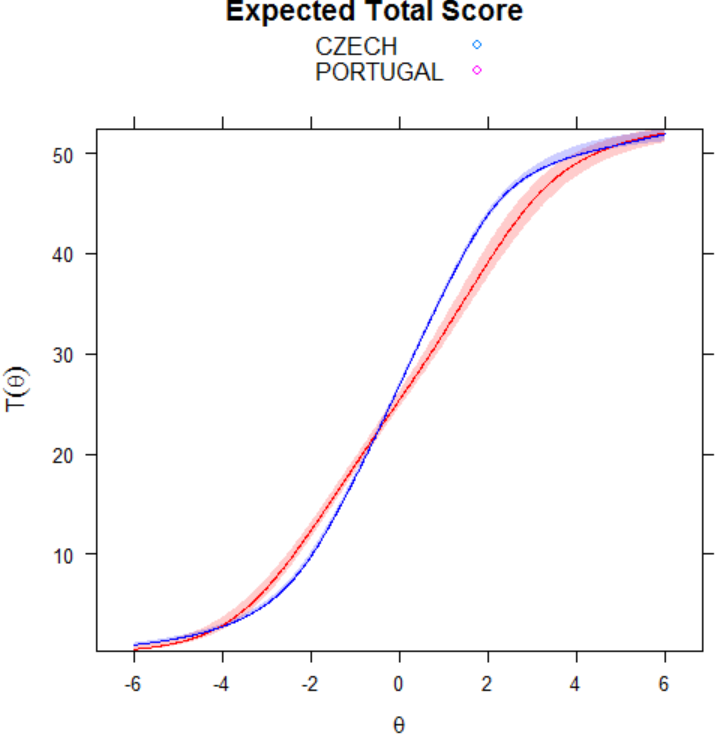 Expected Total Score
CZECH
PORTUGAL
50
40
30
20
10
T(θ)
-6 -4 -2 0 2 4 6
θ